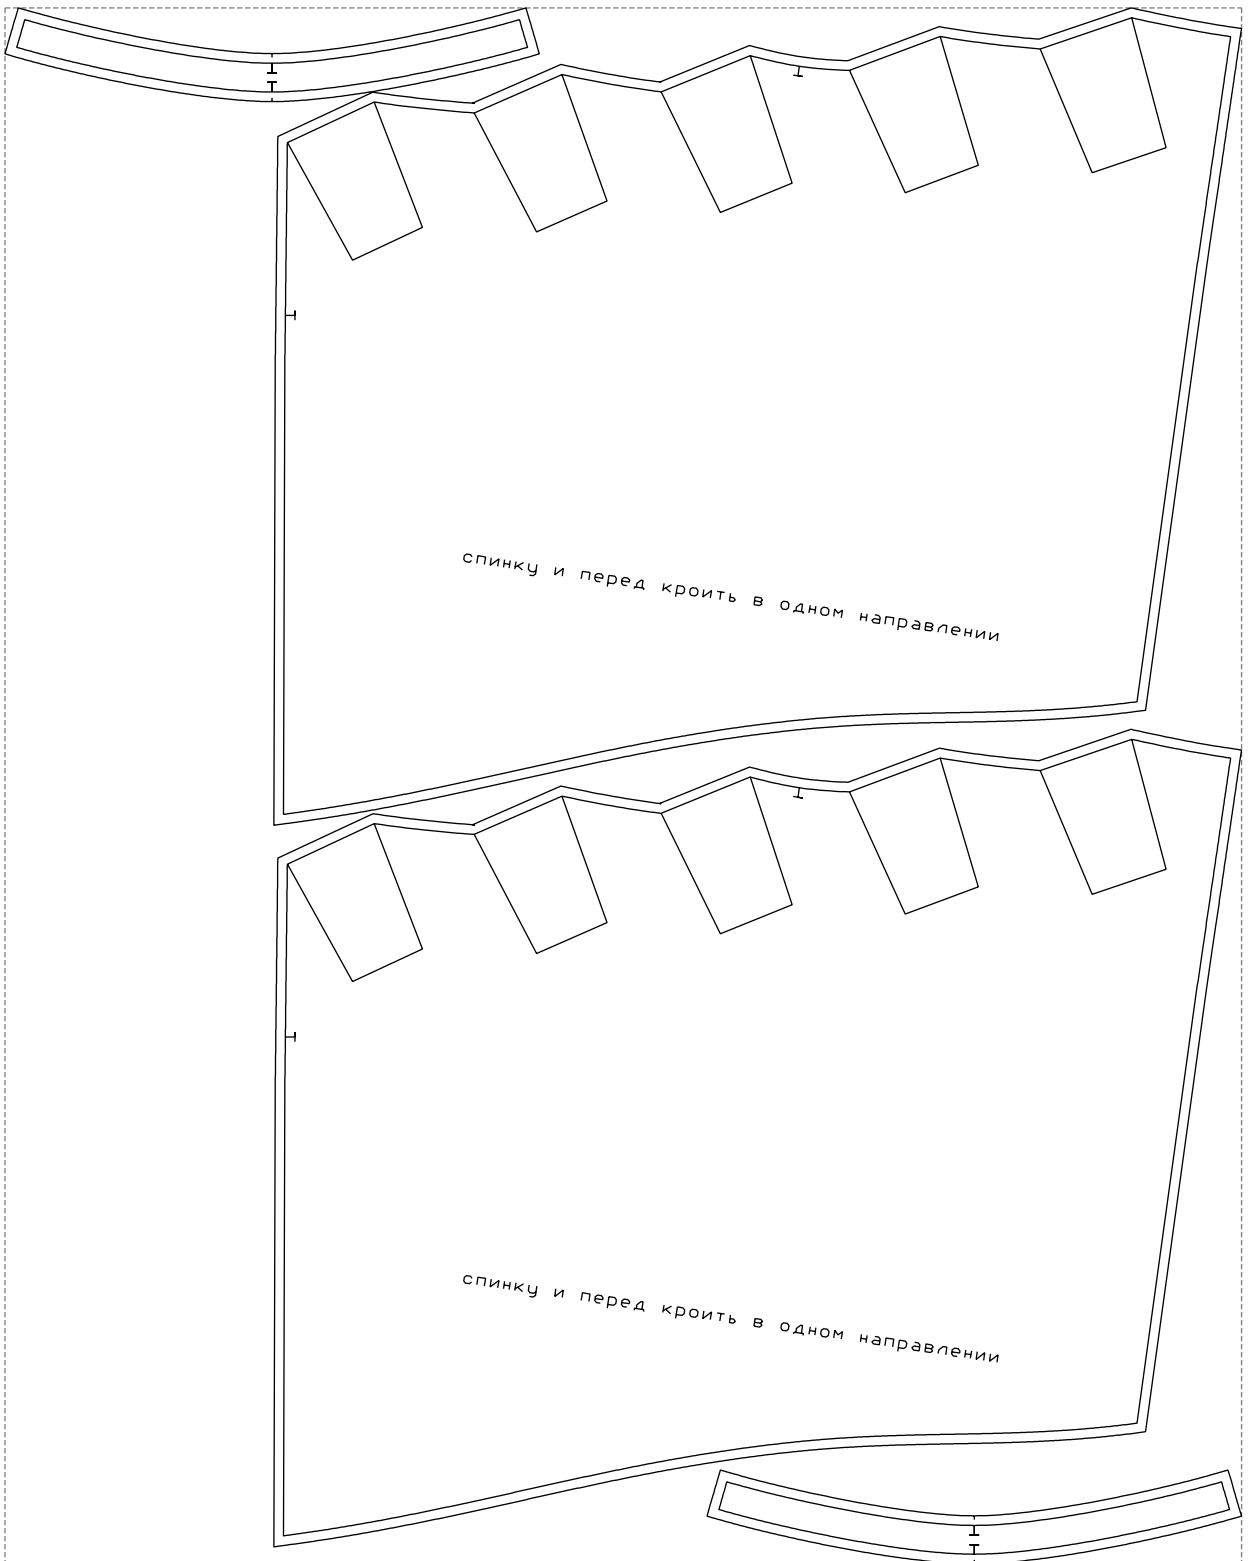 спинку и перед кроить в одном направлении
спинку и перед кроить в одном направлении